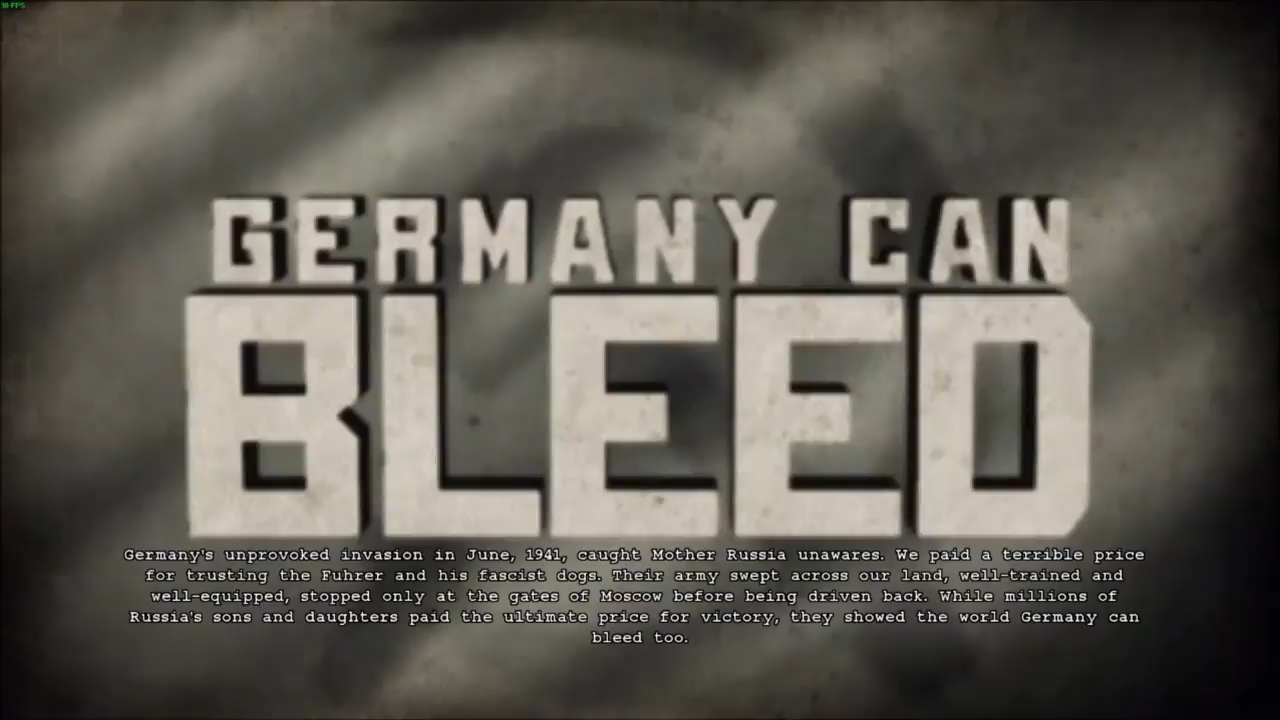 30 FPS
GERMANY CAN
BLEED
Germany's unprovoked invasion in June, 1941, caught Mother Russia unawares. We paid a terrible price
for trusting the Fuhrer and his fascist dogs. Their army swept across our land, well-trained and
well-equipped, stopped only at the gates of Moscow before being driven back. While millions of
Russia's sons and daughters paid the ultimate price for victory, they showed the world Germany can
bleed too.